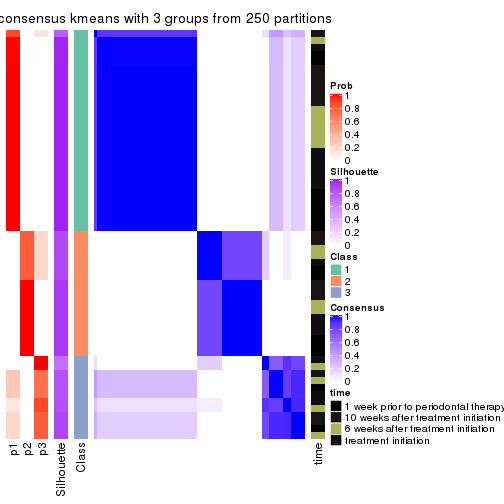 consensus kmeans with 3 groups from 250 partitions
Prob
1
0.8
0.6
0.4
0.2
0
Silhouette
1
0.8
0.6
0.4
0.2
0
Class
1
2
3
Consensus
1
0.8
0.6
0.4
0.2
0
time
1 week prior to periodontal therapy
10 weeks after treatment initiation
6 weeks after treatment initiation
treatment initiation
p1
p2
p3
Silhouette
Class
time